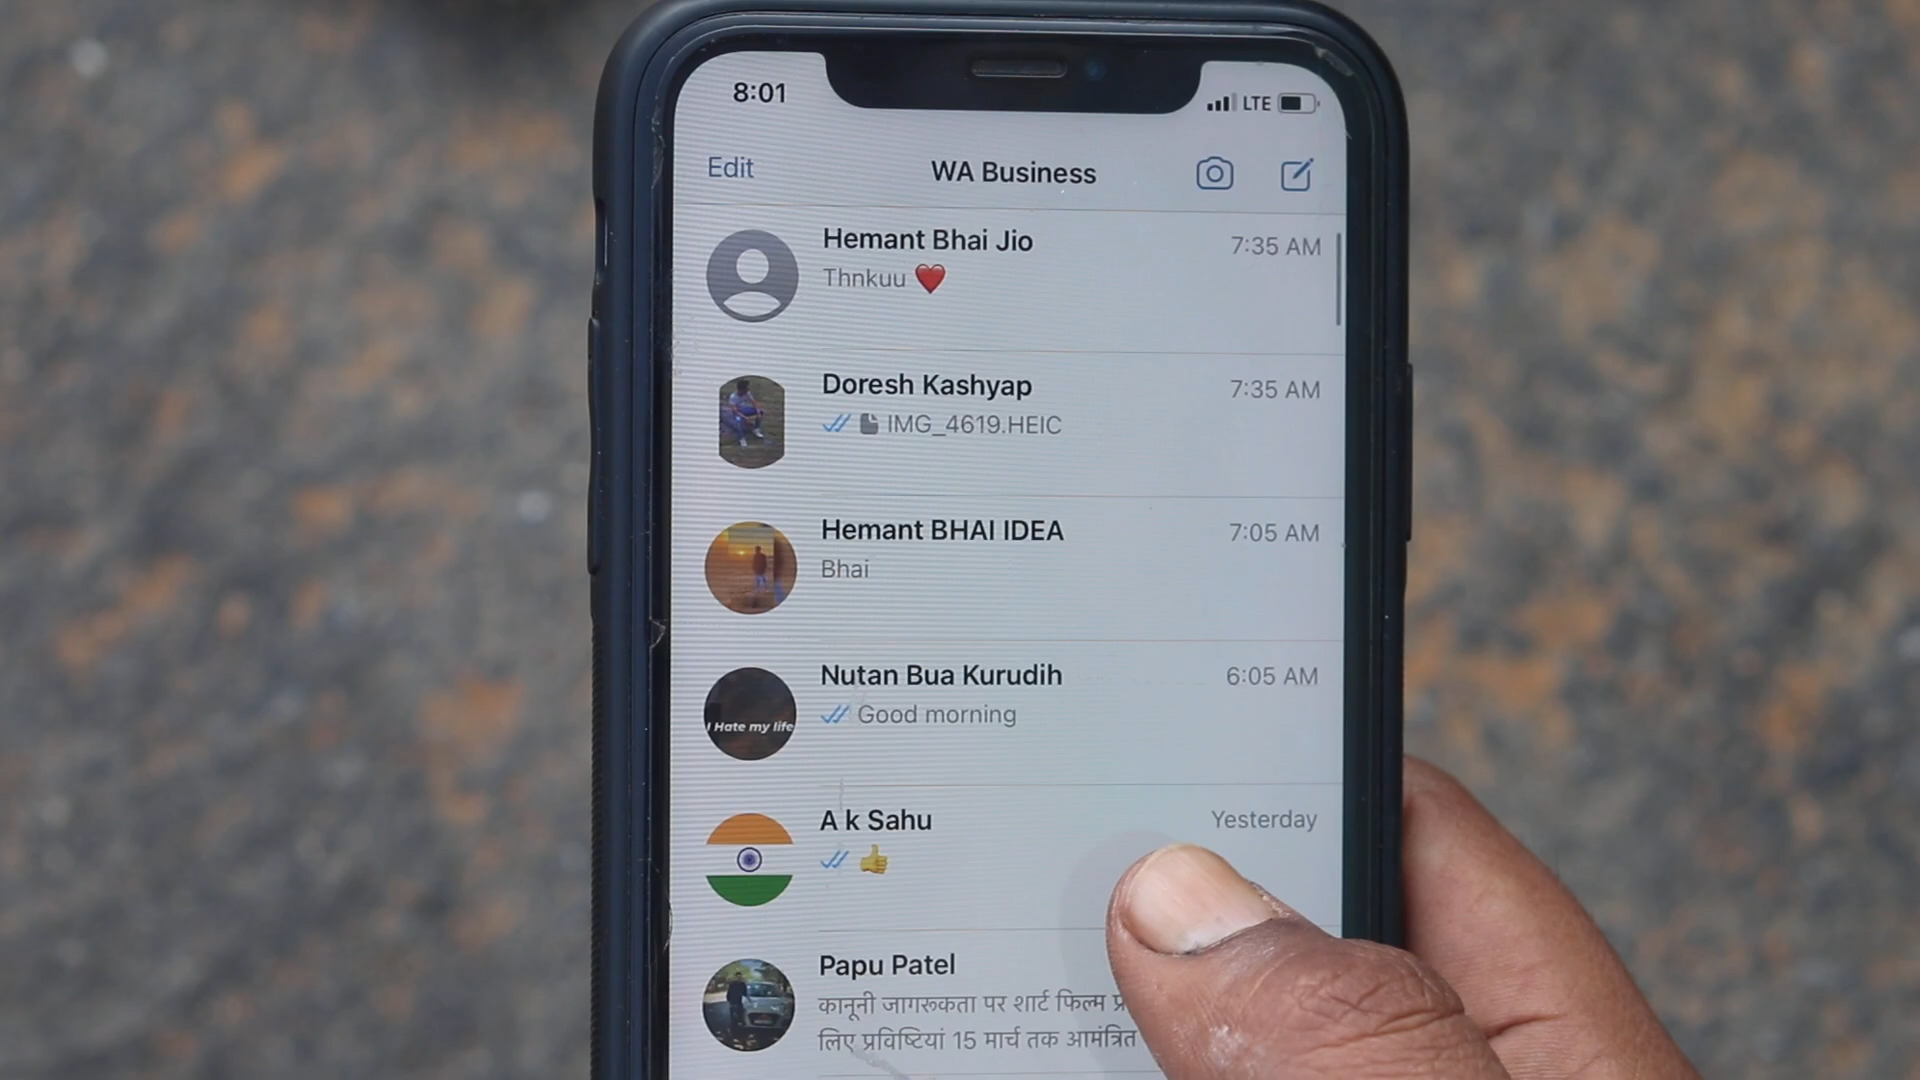 8:01
LTE
Edit
WA Business
Hemant Bhai Jio
7:35 AM
Thnkuu ❤️
Doresh Kashyap
7:35 AM
IMG_4619.HEIC
Hemant BHAI IDEA
7:05 AM
Bhai
Nutan Bua Kurudih
6:05 AM
I Hate my life
Good morning
A k Sahu
Yesterday
👍
Papu Patel
कानूनी जागरूकता पर शार्ट फिल्म
लिए प्रविष्टियां 15 मार्च तक आमंत्रित